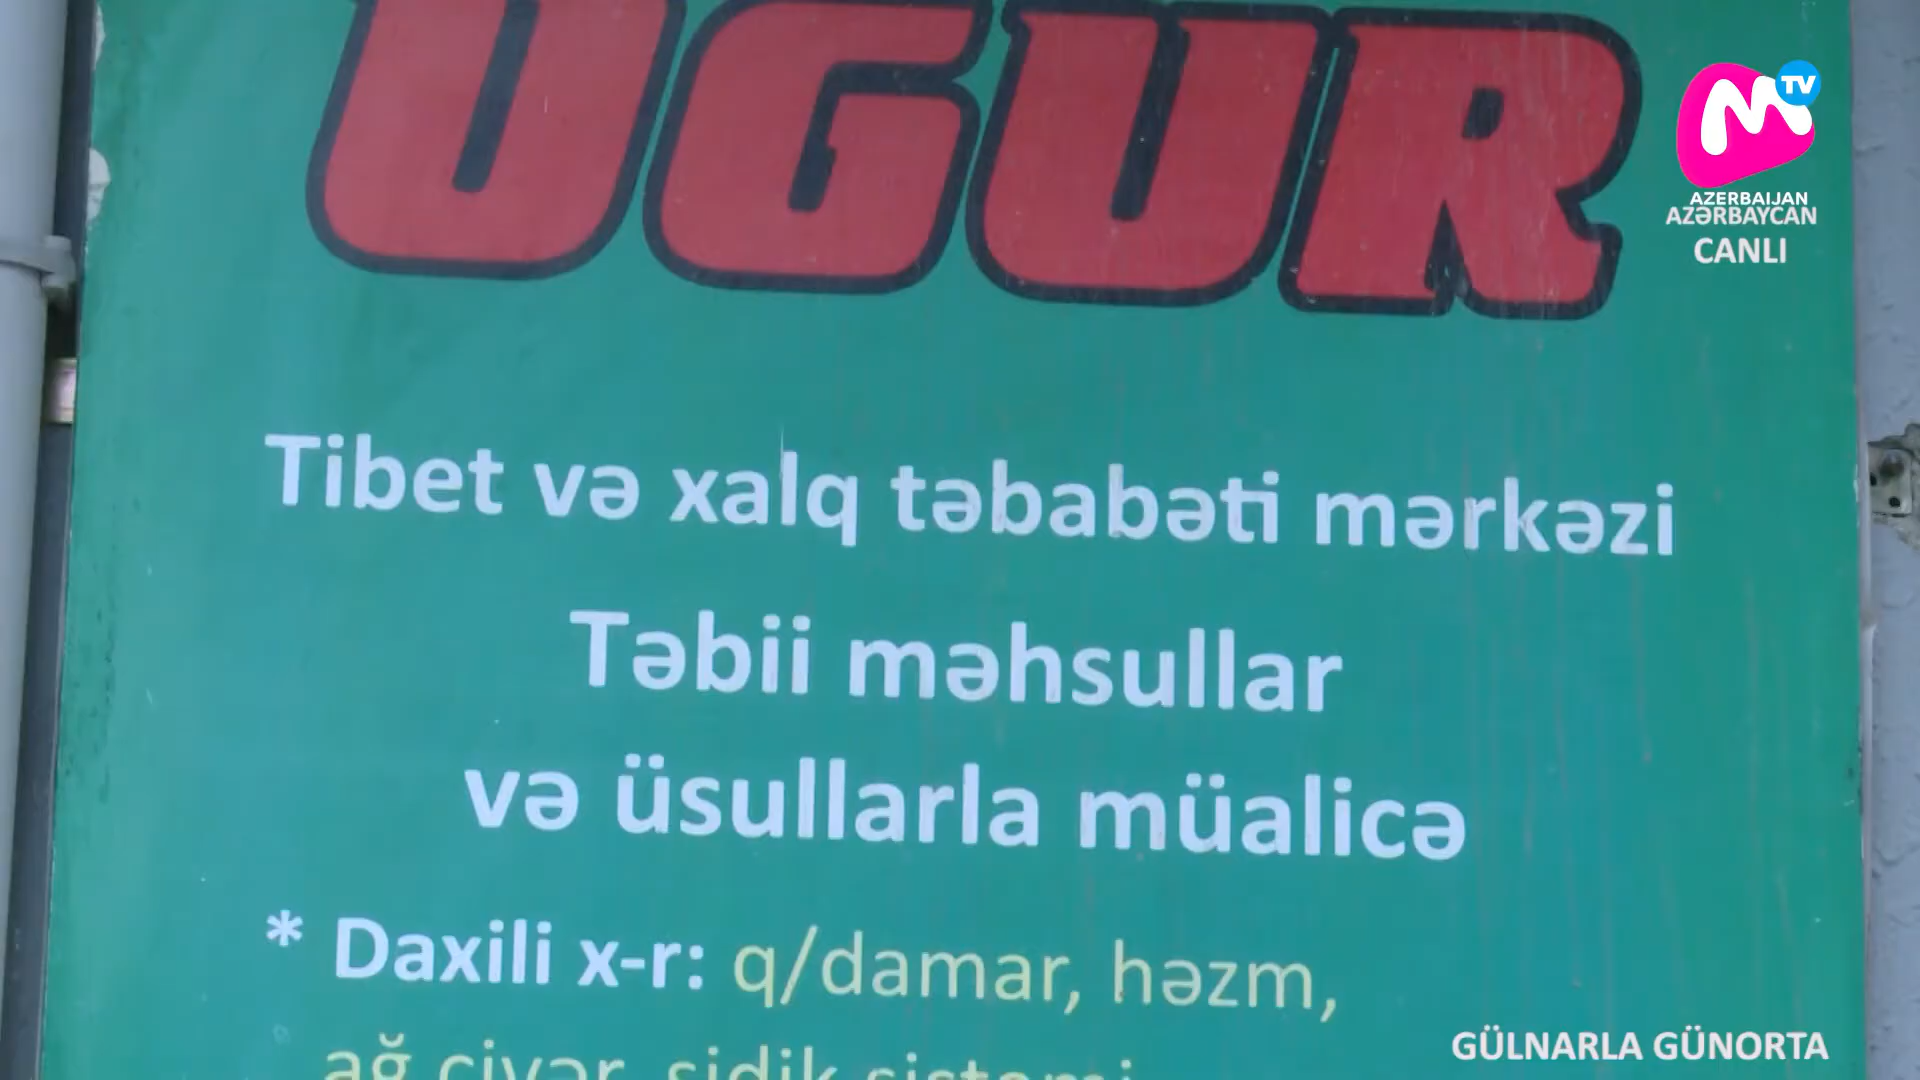 UGUR
TV
AZERBAIJAN
AZƏRBAYCAN
CANLI
Tibet və xalq təbabəti mərkəzi
Təbii məhsullar
və üsullarla müalicə
* Daxili x-r: q/damar, həzm,
ağ ciyər, sidik sistemi
GÜLNARLA GÜNORTA